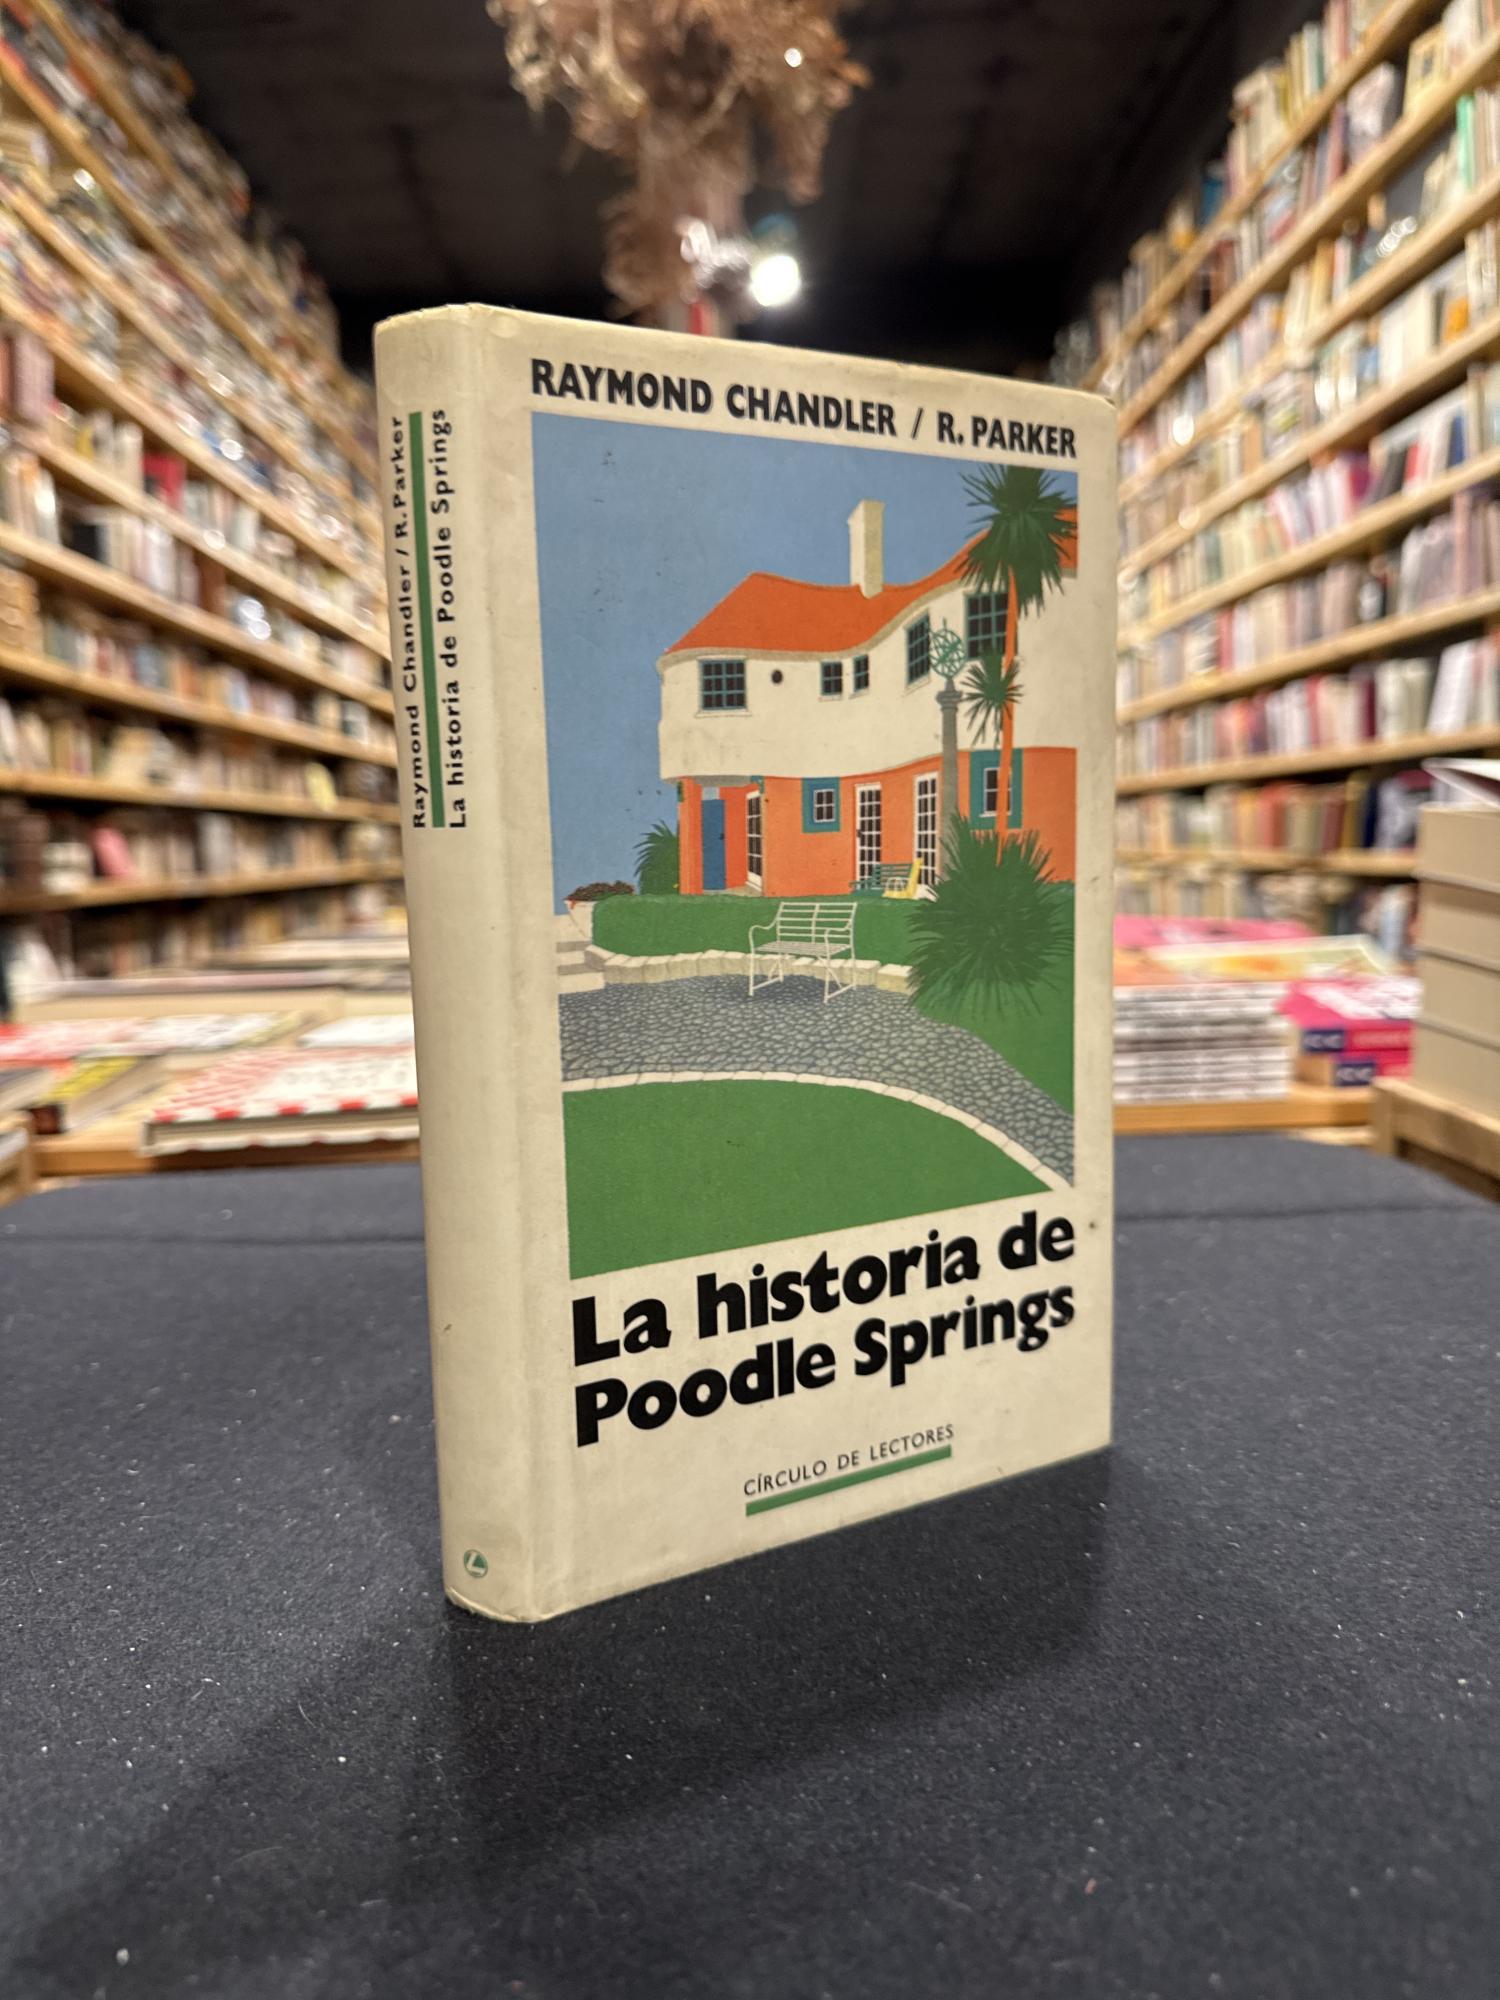 RAYMOND CHANDLER / R. PARKER
La historia de
Poodle Springs
CÍRCULO DE LECTORES
Raymond Chandler / R. Parker
La historia de Poodle Springs